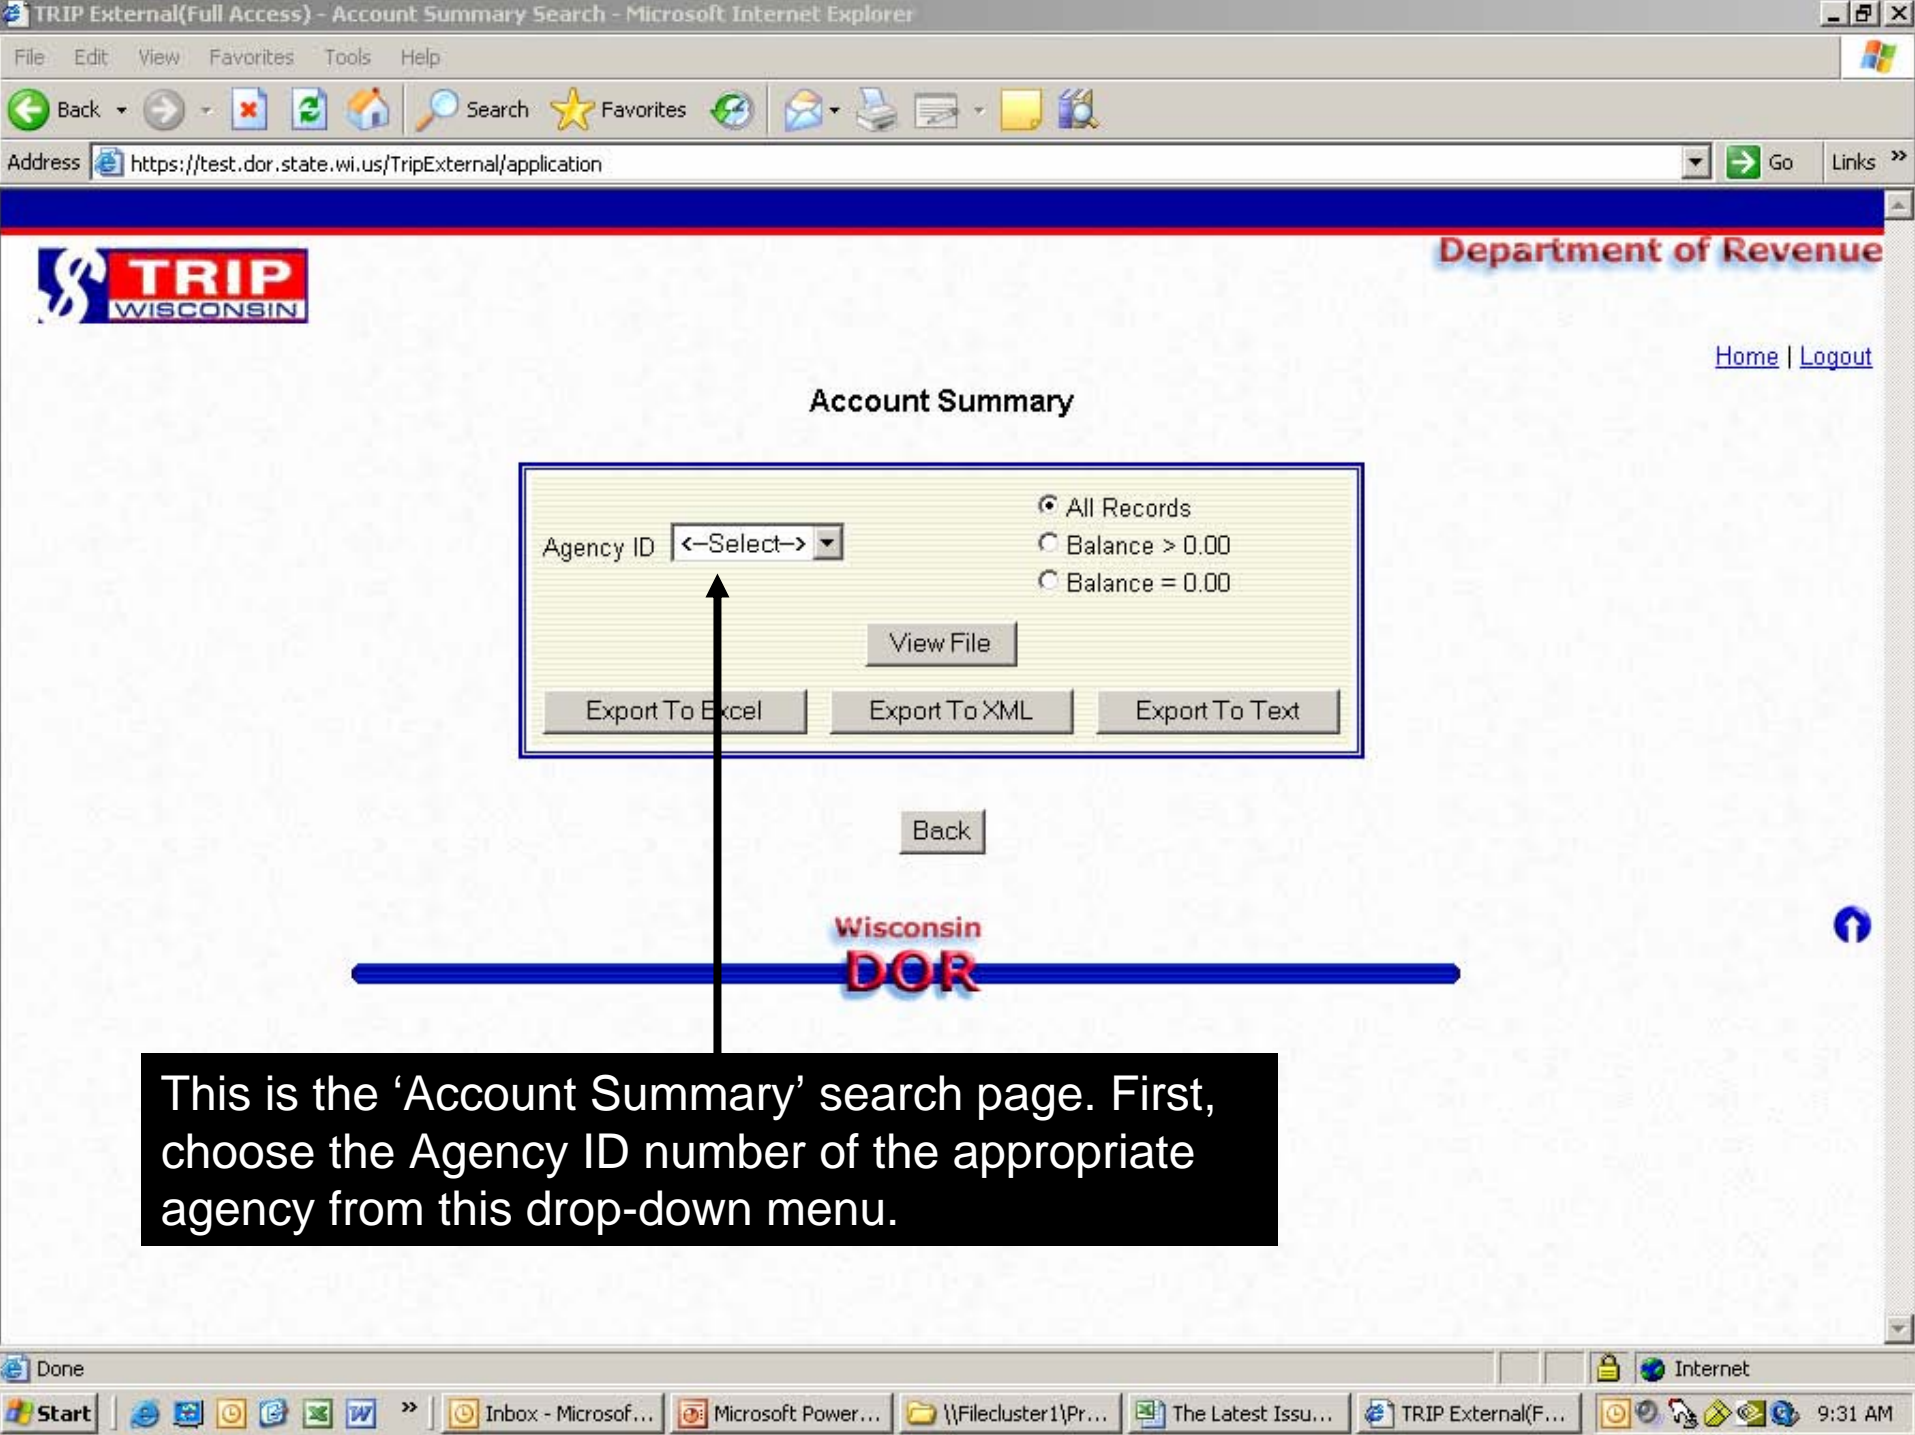 TRIP External(Full Access) - Account Summary Search - Microsoft Internet Explorer
File Edit View Favorites Tools Help
Back Search Favorites
Address https://test.dor.state.wi.us/TripExternal/application Go Links »
Department of Revenue
TRIP
WISCONSIN
Home | Logout
Account Summary
All Records
Agency ID <--Select-->
Balance > 0.00
Balance = 0.00
View File
Export To Excel Export To XML Export To Text
Back
Wisconsin
DOR
This is the ‘Account Summary’ search page. First,
choose the Agency ID number of the appropriate
agency from this drop-down menu.
Done Internet
Start » Inbox - Microsof... Microsoft Power... \\Filecluster1\Pr... The Latest Issu... TRIP External(F... 9:31 AM